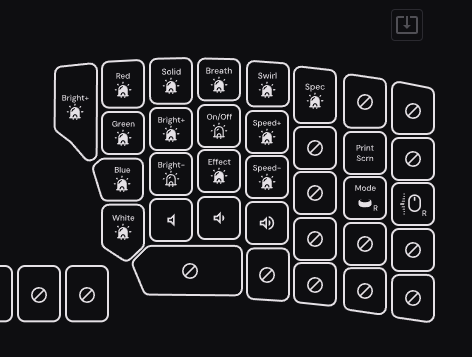 Red
Solid
Breath
Swirl
Spec
Bright+
Green
Bright+
On/Off
Speed+
Print
Scrn
Blue
Bright-
Effect
Speed-
Mode
R
R
White